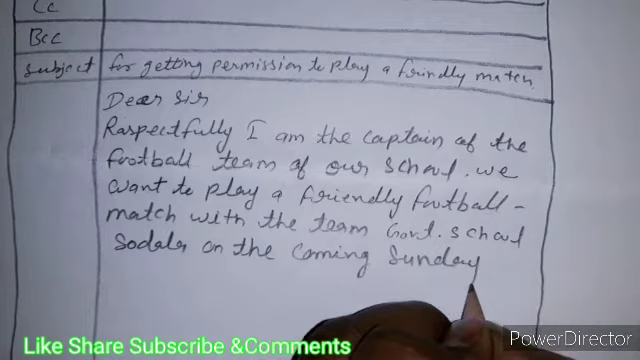 Cc
Bcc
Subject for getting permission to play a frindly match
Dear Sir
Raspectfully I am the captain of the
football team of our school. we
want to play a friendly football-
match with the team Govt. school
Sodala on the coming Sunday
Like Share Subscribe &Comments
PowerDirector